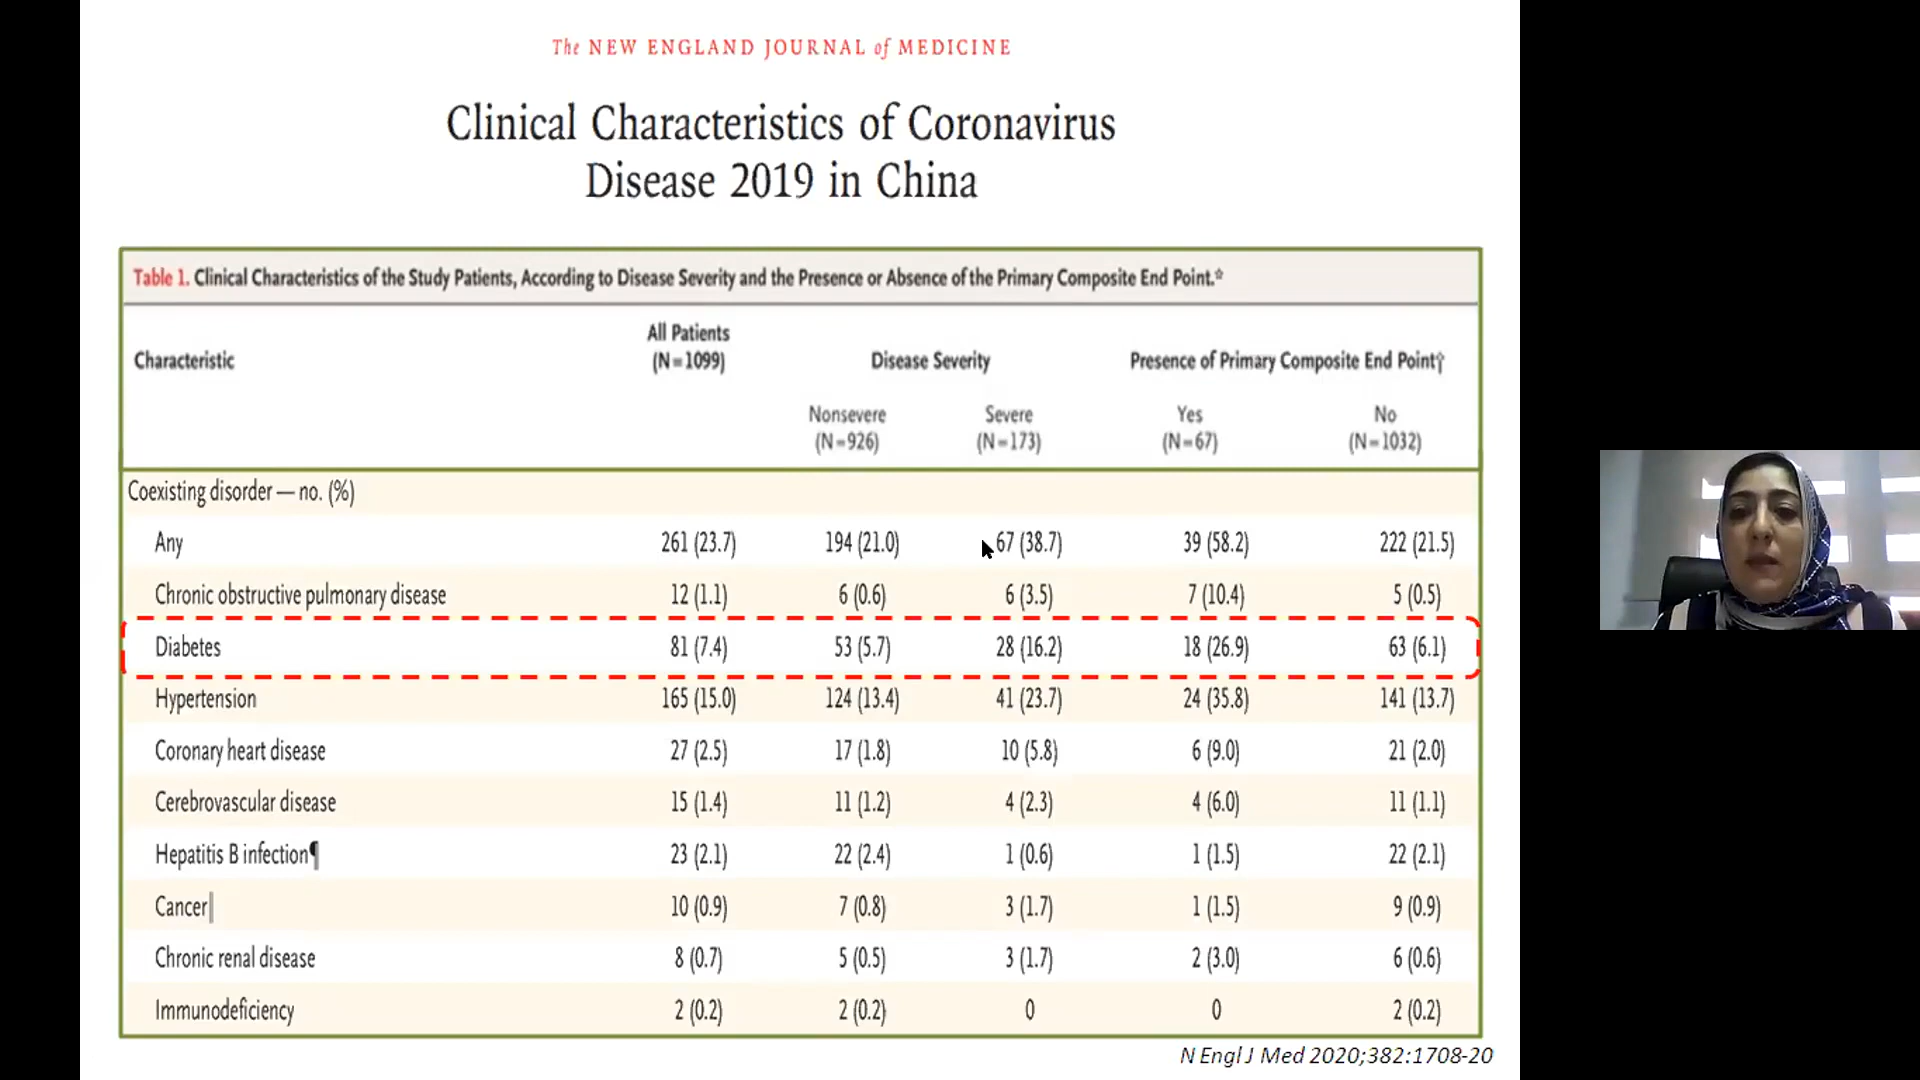 The NEW ENGLAND JOURNAL of MEDICINE
Clinical Characteristics of Coronavirus
Disease 2019 in China
Table 1. Clinical Characteristics of the Study Patients, According to Disease Severity and the Presence or Absence of the Primary Composite End Point.*
Characteristic All Patients (N=1099) Disease Severity Presence of Primary Composite End Point†
Nonsevere (N=926) Severe (N=173) Yes (N=67) No (N=1032)
Coexisting disorder — no. (%)
Any 261 (23.7) 194 (21.0) 67 (38.7) 39 (58.2) 222 (21.5)
Chronic obstructive pulmonary disease 12 (1.1) 6 (0.6) 6 (3.5) 7 (10.4) 5 (0.5)
Diabetes 81 (7.4) 53 (5.7) 28 (16.2) 18 (26.9) 63 (6.1)
Hypertension 165 (15.0) 124 (13.4) 41 (23.7) 24 (35.8) 141 (13.7)
Coronary heart disease 27 (2.5) 17 (1.8) 10 (5.8) 6 (9.0) 21 (2.0)
Cerebrovascular disease 15 (1.4) 11 (1.2) 4 (2.3) 4 (6.0) 11 (1.1)
Hepatitis B infection¶ 23 (2.1) 22 (2.4) 1 (0.6) 1 (1.5) 22 (2.1)
Cancer‖ 10 (0.9) 7 (0.8) 3 (1.7) 1 (1.5) 9 (0.9)
Chronic renal disease 8 (0.7) 5 (0.5) 3 (1.7) 2 (3.0) 6 (0.6)
Immunodeficiency 2 (0.2) 2 (0.2) 0 0 2 (0.2)
N Engl J Med 2020;382:1708-20